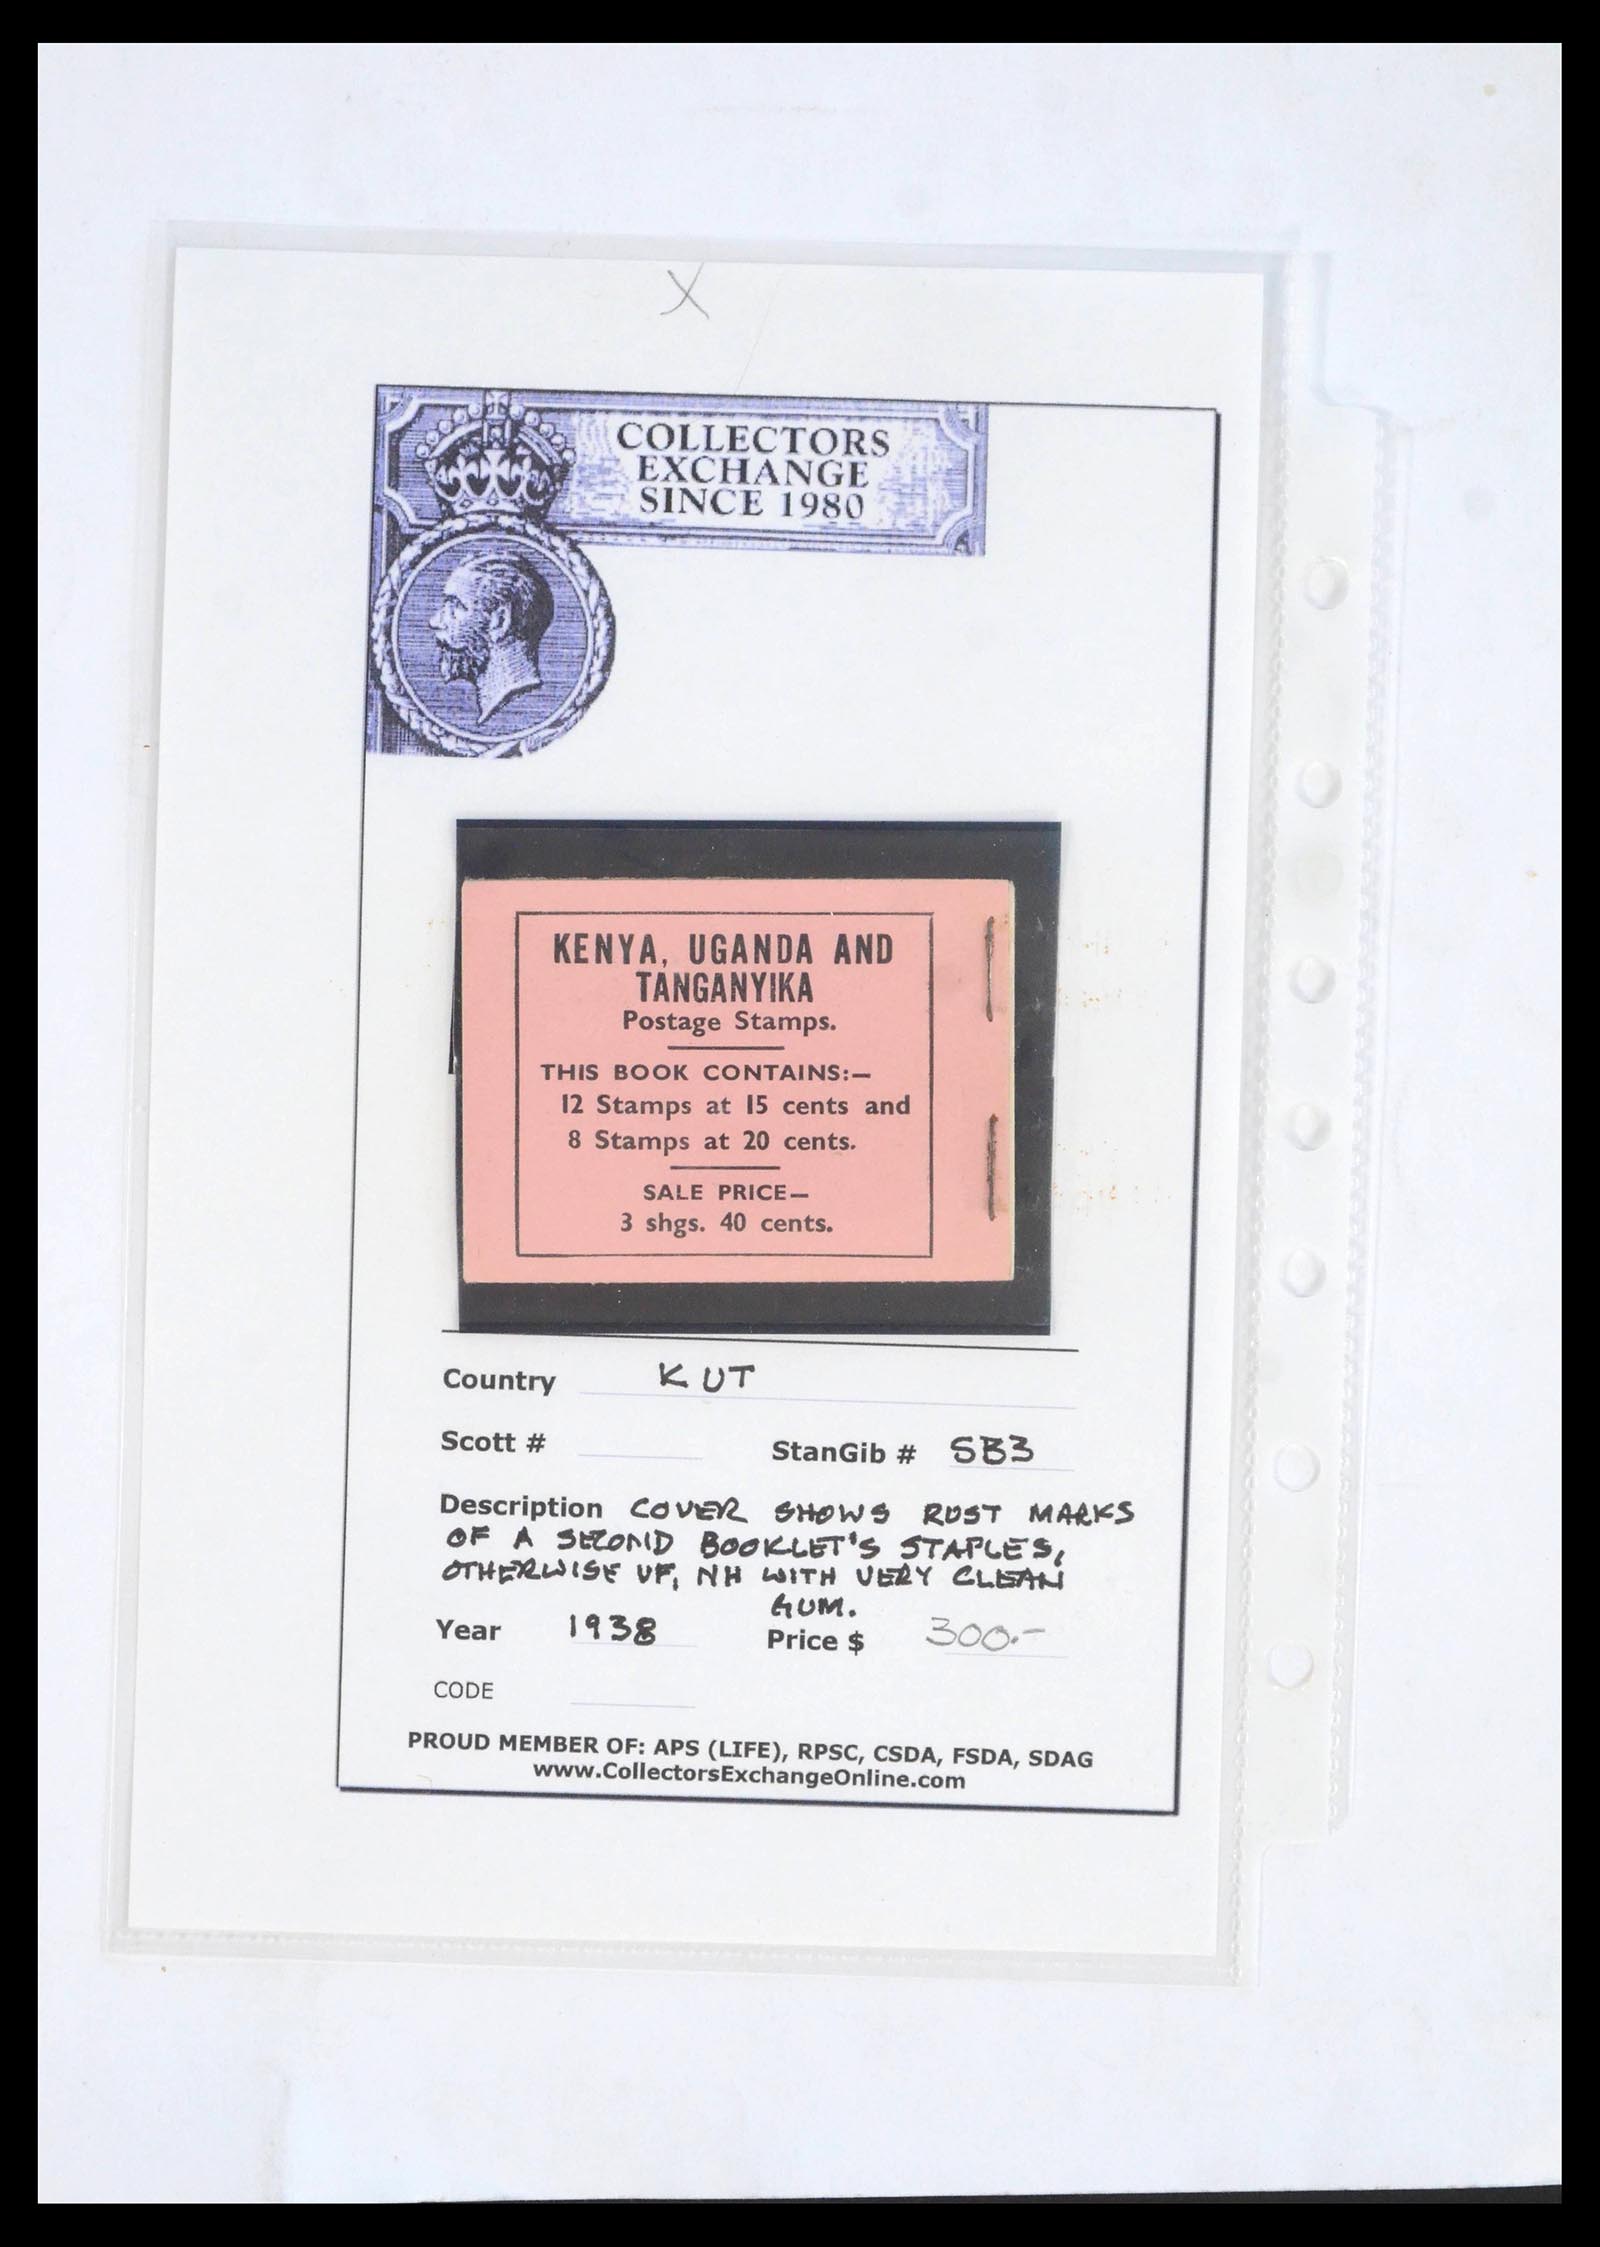 X
COLLECTORS
EXCHANGE
SINCE 1980
KENYA, UGANDA AND
TANGANYIKA
Postage Stamps.
THIS BOOK CONTAINS:—
12 Stamps at 15 cents and
8 Stamps at 20 cents.
SALE PRICE—
3 shgs. 40 cents.
Country KUT
Scott # StanGib # SB3
Description COVER SHOWS RUST MARKS
OF A SECOND BOOKLET'S STAPLES,
OTHERWISE VF, NH WITH VERY CLEAN
GUM.
Year 1938 Price $ 300.-
CODE
PROUD MEMBER OF: APS (LIFE), RPSC, CSDA, FSDA, SDAG
www.CollectorsExchangeOnline.com